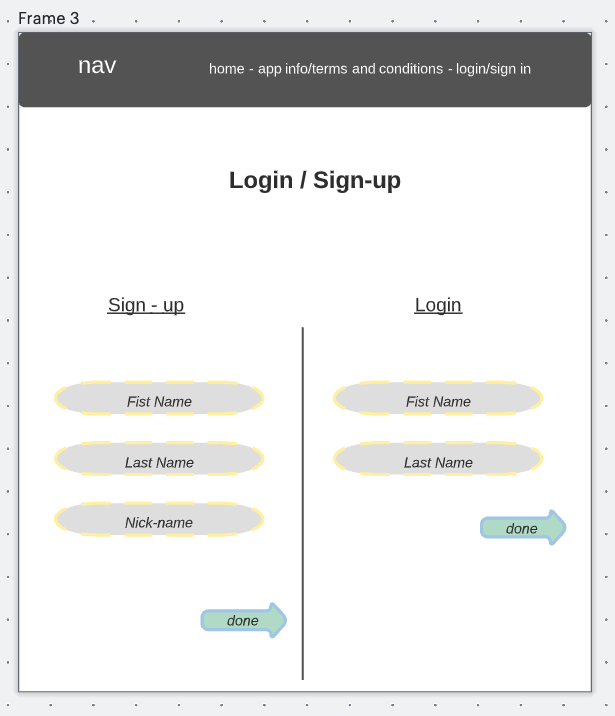 Frame 3
nav
home - app info/terms and conditions - login/sign in
Login / Sign-up
Sign - up
Fist Name
Last Name
Nick-name
done
Login
Fist Name
Last Name
done